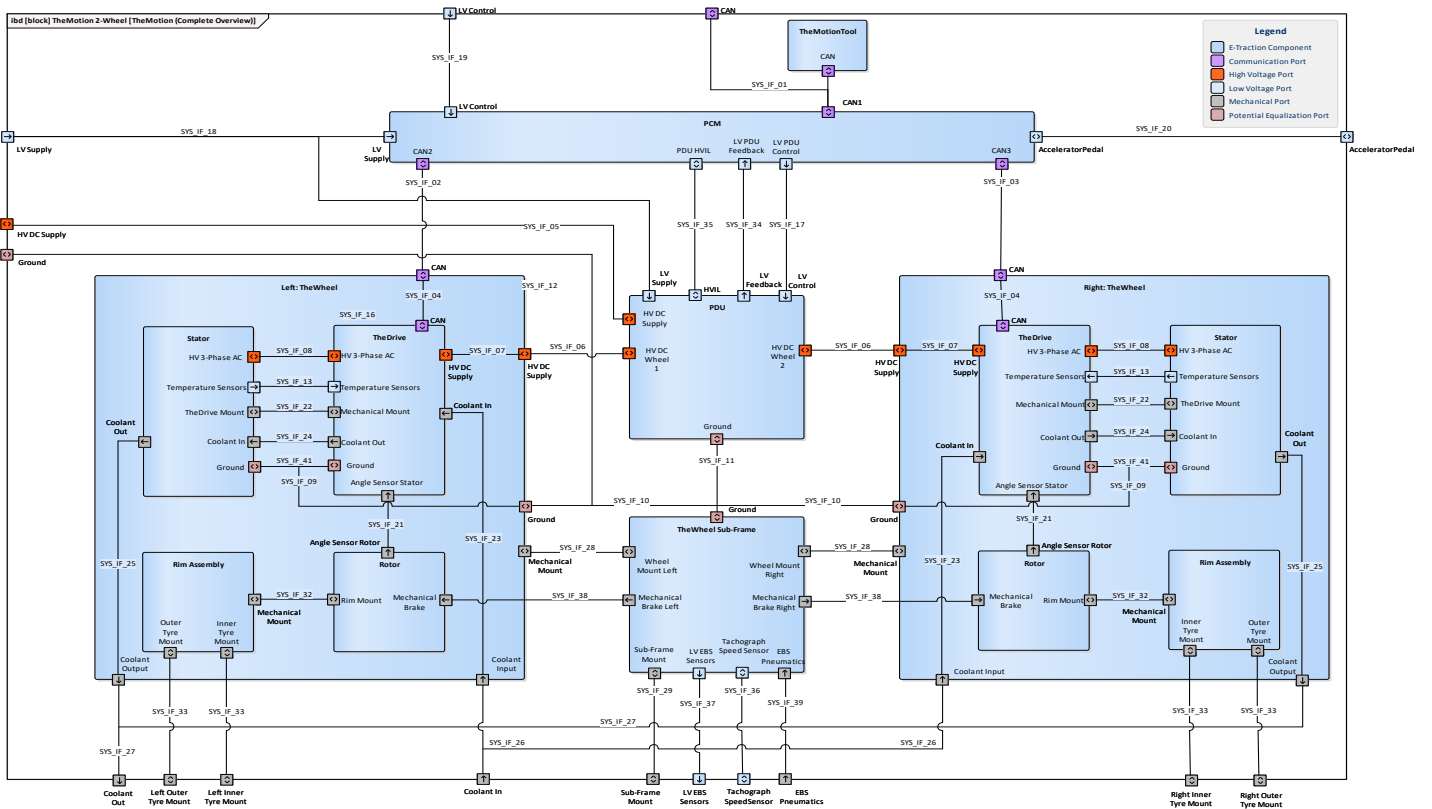 ibd [block] TheMotion 2-Wheel [TheMotion (Complete Overview)]
LV Control
CAN
TheMotionTool
CAN
Legend
E-Traction Component
Communication Port
High Voltage Port
Low Voltage Port
Mechanical Port
Potential Equalization Port
SYS_IF_19
SYS_IF_01
LV Control
CAN1
PCM
SYS_IF_18
LV Supply
LV
Supply
CAN2
PDU HVIL
LV PDU
Feedback
LV PDU
Control
CAN3
SYS_IF_20
AcceleratorPedal
AcceleratorPedal
SYS_IF_02
SYS_IF_03
HV DC Supply
SYS_IF_05
SYS_IF_35
SYS_IF_34
SYS_IF_17
Ground
CAN
SYS_IF_12
LV
Supply
HVIL
LV
Feedback
LV
Control
CAN
Left: TheWheel
SYS_IF_04
SYS_IF_16
CAN
PDU
HV DC
Supply
HV DC
Wheel
1
HV DC
Wheel
2
Ground
Right: TheWheel
SYS_IF_04
CAN
Stator
HV 3-Phase AC
Temperature Sensors
TheDrive Mount
Coolant In
Ground
SYS_IF_08
SYS_IF_13
SYS_IF_22
SYS_IF_24
SYS_IF_41
SYS_IF_09
TheDrive
HV 3-Phase AC
Temperature Sensors
Mechanical Mount
Coolant Out
Ground
Angle Sensor Stator
SYS_IF_07
HV DC
Supply
HV DC
Supply
SYS_IF_06
Coolant In
Coolant
Out
SYS_IF_06
HV DC
Supply
SYS_IF_07
HV DC
Supply
TheDrive
HV 3-Phase AC
Temperature Sensors
Mechanical Mount
Coolant Out
Ground
Angle Sensor Stator
SYS_IF_08
SYS_IF_13
SYS_IF_22
SYS_IF_24
SYS_IF_41
SYS_IF_09
Stator
HV 3-Phase AC
Temperature Sensors
TheDrive Mount
Coolant In
Ground
Coolant In
Coolant
Out
SYS_IF_11
SYS_IF_10
SYS_IF_10
Ground
Ground
Ground
SYS_IF_21
SYS_IF_23
SYS_IF_25
Angle Sensor Rotor
Rotor
Rim Mount
Mechanical
Brake
Rim Assembly
SYS_IF_32
Mechanical
Mount
Outer
Tyre
Mount
Inner
Tyre
Mount
Coolant
Output
Coolant
Input
Mechanical
Mount
SYS_IF_28
SYS_IF_38
TheWheel Sub-Frame
Wheel
Mount Left
Wheel Mount
Right
Mechanical
Brake Left
Mechanical
Brake Right
Sub-Frame
Mount
LV EBS
Sensors
Tachograph
Speed Sensor
EBS
Pneumatics
SYS_IF_28
SYS_IF_38
Mechanical
Mount
SYS_IF_21
SYS_IF_23
SYS_IF_25
Angle Sensor Rotor
Rotor
Mechanical
Brake
Rim Mount
SYS_IF_32
Mechanical
Mount
Rim Assembly
Inner
Tyre
Mount
Outer
Tyre
Mount
Coolant Input
Coolant
Output
SYS_IF_29
SYS_IF_37
SYS_IF_36
SYS_IF_39
SYS_IF_33
SYS_IF_33
SYS_IF_33
SYS_IF_33
SYS_IF_27
SYS_IF_27
SYS_IF_26
SYS_IF_26
Coolant
Out
Left Outer
Tyre Mount
Left Inner
Tyre Mount
Coolant In
Sub-Frame
Mount
LV EBS
Sensors
Tachograph
SpeedSensor
EBS
Pneumatics
Right Inner
Tyre Mount
Right Outer
Tyre Mount